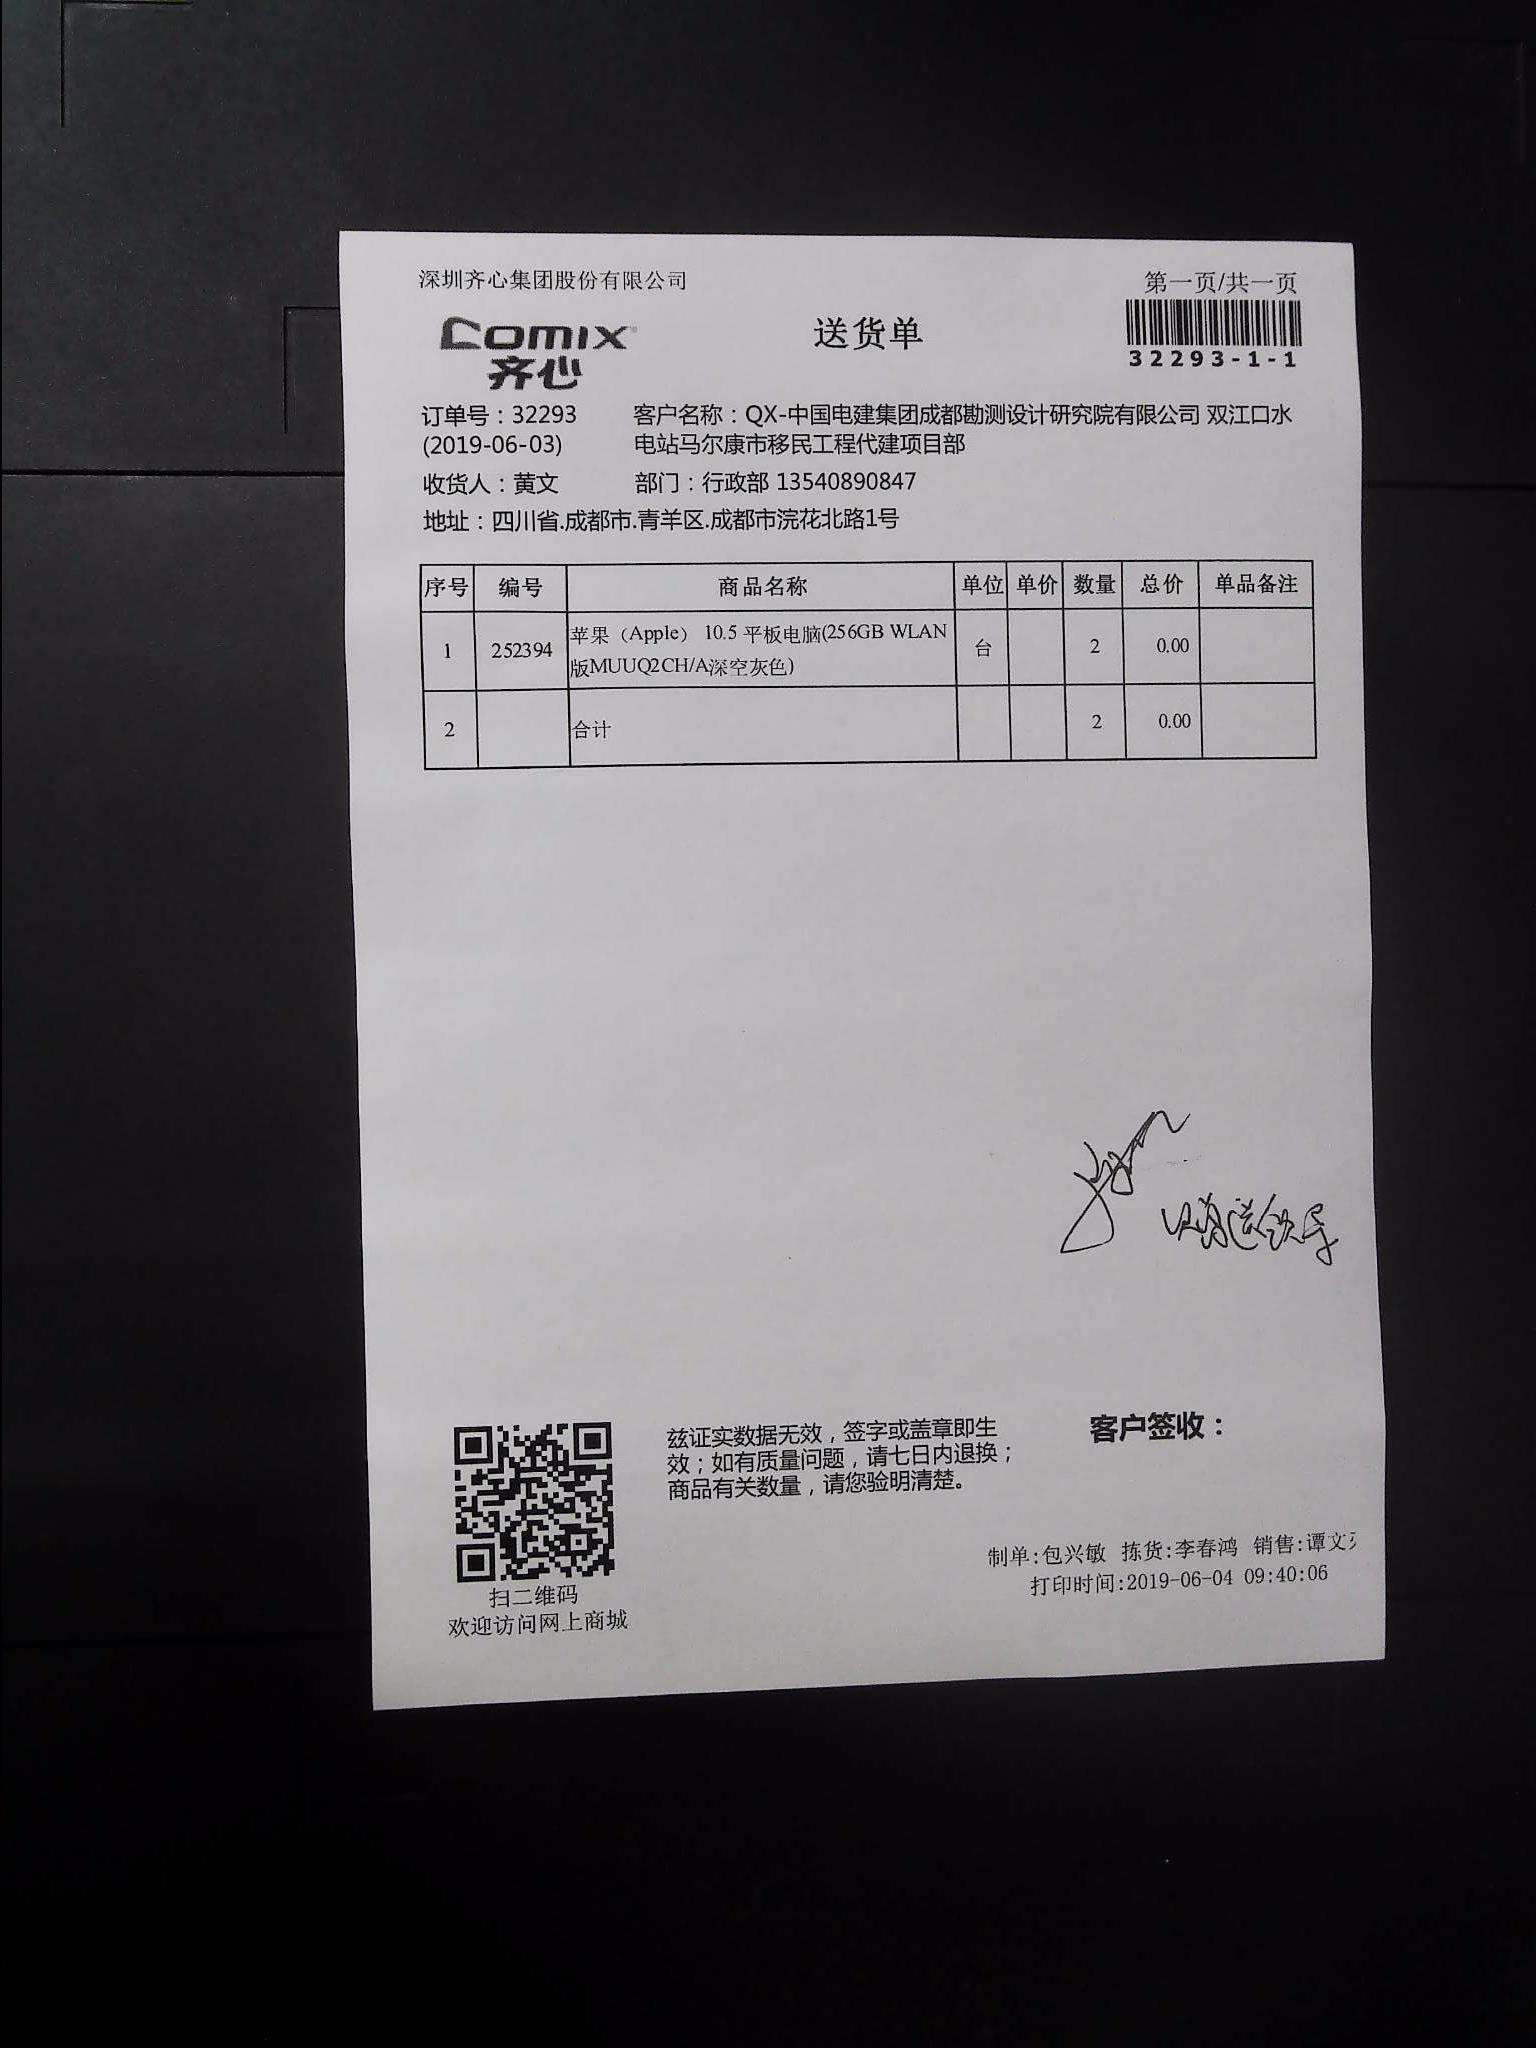 深圳齐心集团股份有限公司
第一页/共一页
COMIX
齐心
送货单
32293-1-1
订单号：32293
(2019-06-03)
客户名称：QX-中国电建集团成都勘测设计研究院有限公司 双江口水
电站马尔康市移民工程代建项目部
收货人：黄文 部门：行政部 13540890847
地址：四川省.成都市.青羊区.成都市浣花北路1号
序号 编号 商品名称 单位 单价 数量 总价 单品备注
1 252394 苹果（Apple） 10.5 平板电脑(256GB WLAN
版MUUQ2CH/A深空灰色) 台 2 0.00
2 合计 2 0.00
兹证实数据无效，签字或盖章即生
效；如有质量问题，请七日内退换；
商品有关数量，请您验明清楚。
客户签收：
扫二维码
欢迎访问网上商城
制单:包兴敏 拣货:李春鸿 销售:谭文
打印时间:2019-06-04 09:40:06